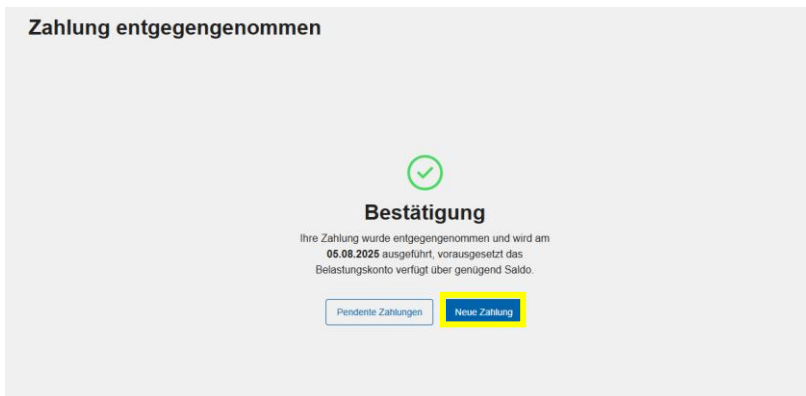 Zahlung entgegengenommen
Bestätigung
Ihre Zahlung wurde entgegengenommen und wird am
05.08.2025 ausgeführt, vorausgesetzt das
Belastungskonto verfügt über genügend Saldo.
Pendente Zahlungen
Neue Zahlung